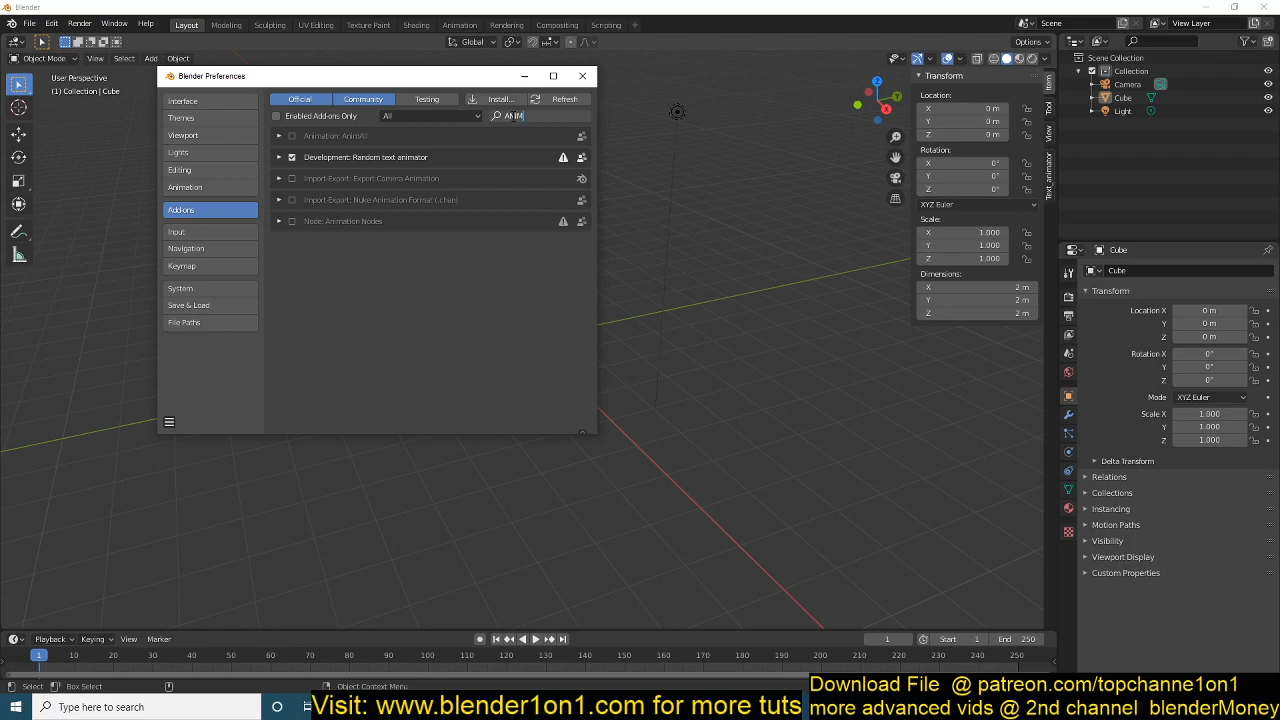 Blender
File Edit Render Window Help Layout Modeling Sculpting UV Editing Texture Paint Shading Animation Rendering Compositing Scripting + Scene View Layer
Global Options
Object Mode View Select Add Object
User Perspective
(1) Collection | Cube
Blender Preferences
Interface
Themes
Viewport
Lights
Editing
Animation
Add-ons
Input
Navigation
Keymap
System
Save & Load
File Paths
Official Community Testing Install... Refresh
Enabled Add-ons Only All ANIM
Animation: AnimAll
Development: Random text animator
Import-Export: Export Camera Animation
Import-Export: Nuke Animation Format (.chan)
Node: Animation Nodes
Z
Y
X
Transform
Location:
X 0 m
Y 0 m
Z 0 m
Rotation:
X 0°
Y 0°
Z 0°
XYZ Euler
Scale:
X 1.000
Y 1.000
Z 1.000
Dimensions:
X 2 m
Y 2 m
Z 2 m
Item
Tool
View
Text_animator
Scene Collection
Collection
Camera
Cube
Light
Cube
Cube
Transform
Location X 0 m
Y 0 m
Z 0 m
Rotation X 0°
Y 0°
Z 0°
Mode XYZ Euler
Scale X 1.000
Y 1.000
Z 1.000
Delta Transform
Relations
Collections
Instancing
Motion Paths
Visibility
Viewport Display
Custom Properties
Playback Keying View Marker 1 Start 1 End 250
1 10 20 30 40 50 60 70 80 90 100 110 120 130 140 150 160 170 180 190 200 210 220 230 240 250
Select Box Select Object Context Menu
Type here to search
Visit: www.blender1on1.com for more tuts
Download File @ patreon.com/topchanne1on1
more advanced vids @ 2nd channel blenderMoney